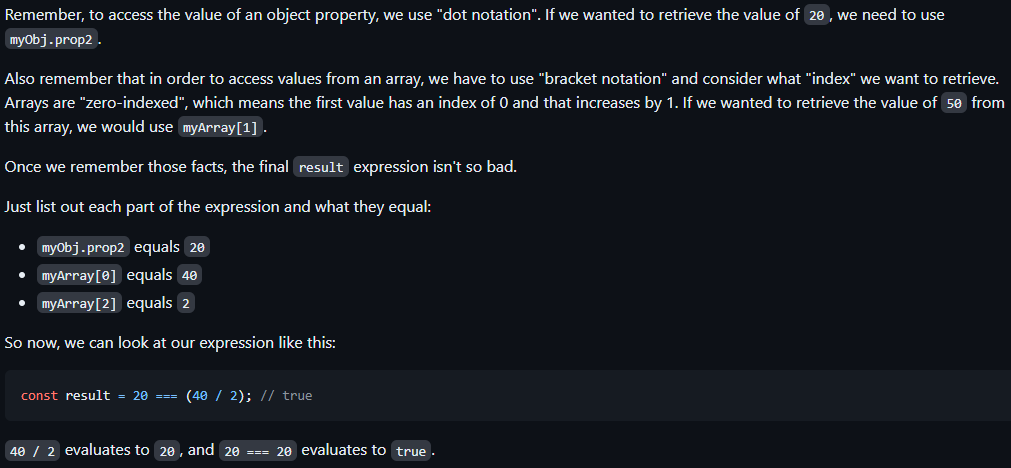 Remember, to access the value of an object property, we use "dot notation". If we wanted to retrieve the value of 20, we need to use
myObj.prop2.
Also remember that in order to access values from an array, we have to use "bracket notation" and consider what "index" we want to retrieve.
Arrays are "zero-indexed", which means the first value has an index of 0 and that increases by 1. If we wanted to retrieve the value of 50 from
this array, we would use myArray[1].
Once we remember those facts, the final result expression isn't so bad.
Just list out each part of the expression and what they equal:
• myObj.prop2 equals 20
• myArray[0] equals 40
• myArray[2] equals 2
So now, we can look at our expression like this:
const result = 20 === (40 / 2); // true
40 / 2 evaluates to 20, and 20 === 20 evaluates to true.